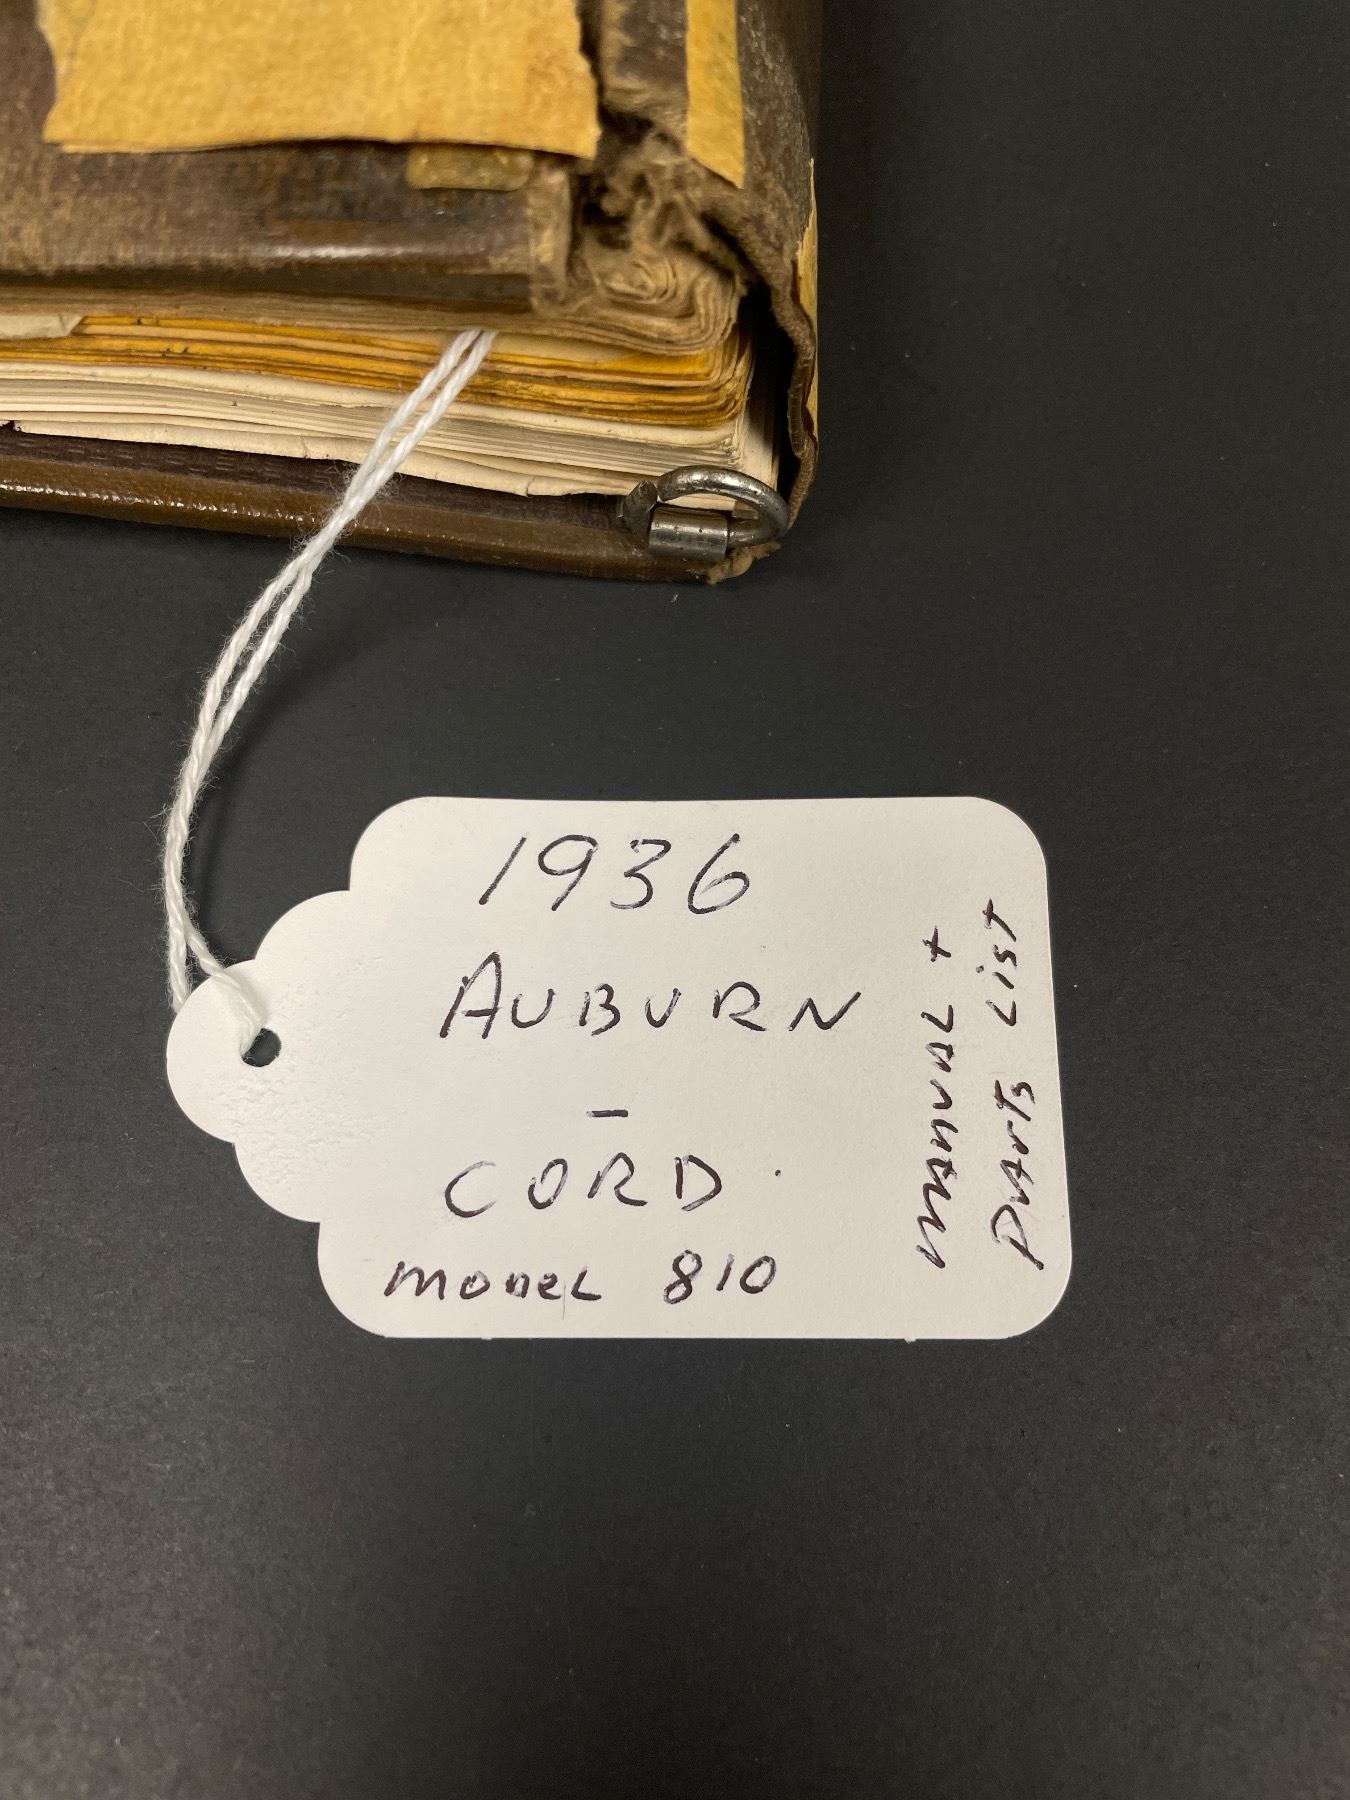 1936
AUBURN
-
CORD.
MODEL 810
MANUAL +
PARTS LIST